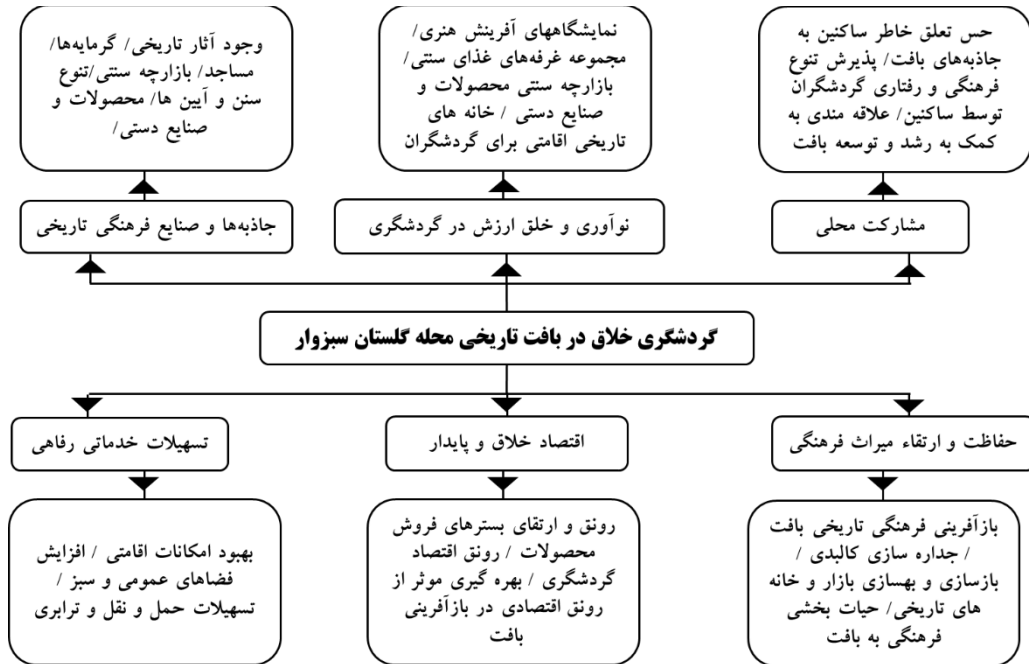 حس تعلق خاطر ساکنین به
جاذبه‌های بافت/ پذیرش تنوع
فرهنگی و رفتاری گردشگران
توسط ساکنین/ علاقه مندی به
کمک به رشد و توسعه بافت
نمایشگاههای آفرینش هنری/
مجموعه غرفه‌های غذای سنتی/
بازارچه سنتی محصولات و
صنایع دستی / خانه های
تاریخی اقامتی برای گردشگران
وجود آثار تاریخی/ گرمابه‌ها/
مساجد/ بازارچه سنتی/تنوع
سنن و آیین ها/ محصولات و
صنایع دستی/
مشارکت محلی
نوآوری و خلق ارزش در گردشگری
جاذبه‌ها و صنایع فرهنگی تاریخی
گردشگری خلاق در بافت تاریخی محله گلستان سبزوار
حفاظت و ارتقاء میراث فرهنگی
اقتصاد خلاق و پایدار
تسهیلات خدماتی رفاهی
بازآفرینی فرهنگی تاریخی بافت
/ جداره سازی کالبدی /
بازسازی و بهسازی بازار و خانه
های تاریخی/ حیات بخشی
فرهنگی به بافت
رونق و ارتقای بسترهای فروش
محصولات / رونق اقتصاد
گردشگری / بهره گیری موثر از
رونق اقتصادی در بازآفرینی
بافت
بهبود امکانات اقامتی / افزایش
فضاهای عمومی و سبز /
تسهیلات حمل و نقل و ترابری